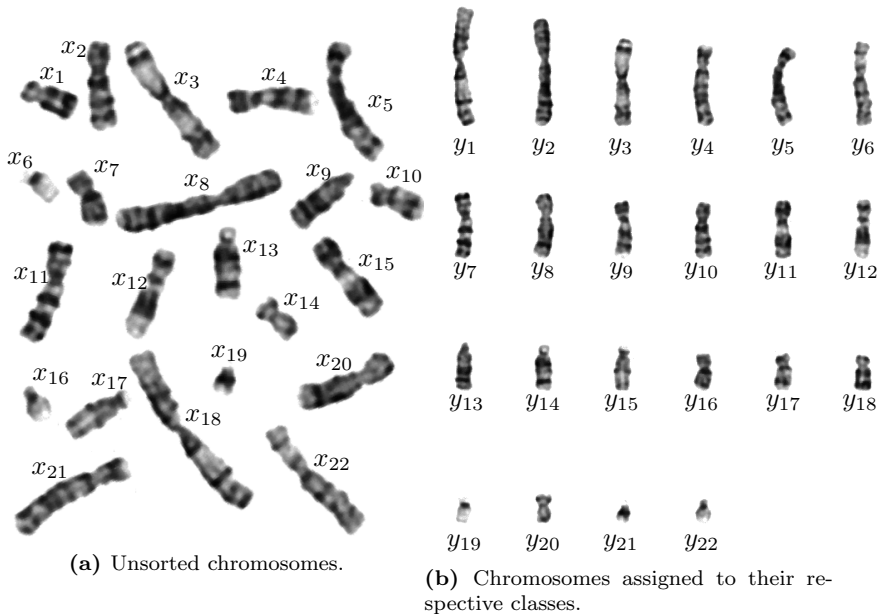 x1 x2 x3 x4 x5
x6 x7 x8 x9 x10
x11 x12 x13 x14 x15
x16 x17 x18 x19 x20
x21 x22
(a) Unsorted chromosomes.
y1 y2 y3 y4 y5 y6
y7 y8 y9 y10 y11 y12
y13 y14 y15 y16 y17 y18
y19 y20 y21 y22
(b) Chromosomes assigned to their re-
spective classes.